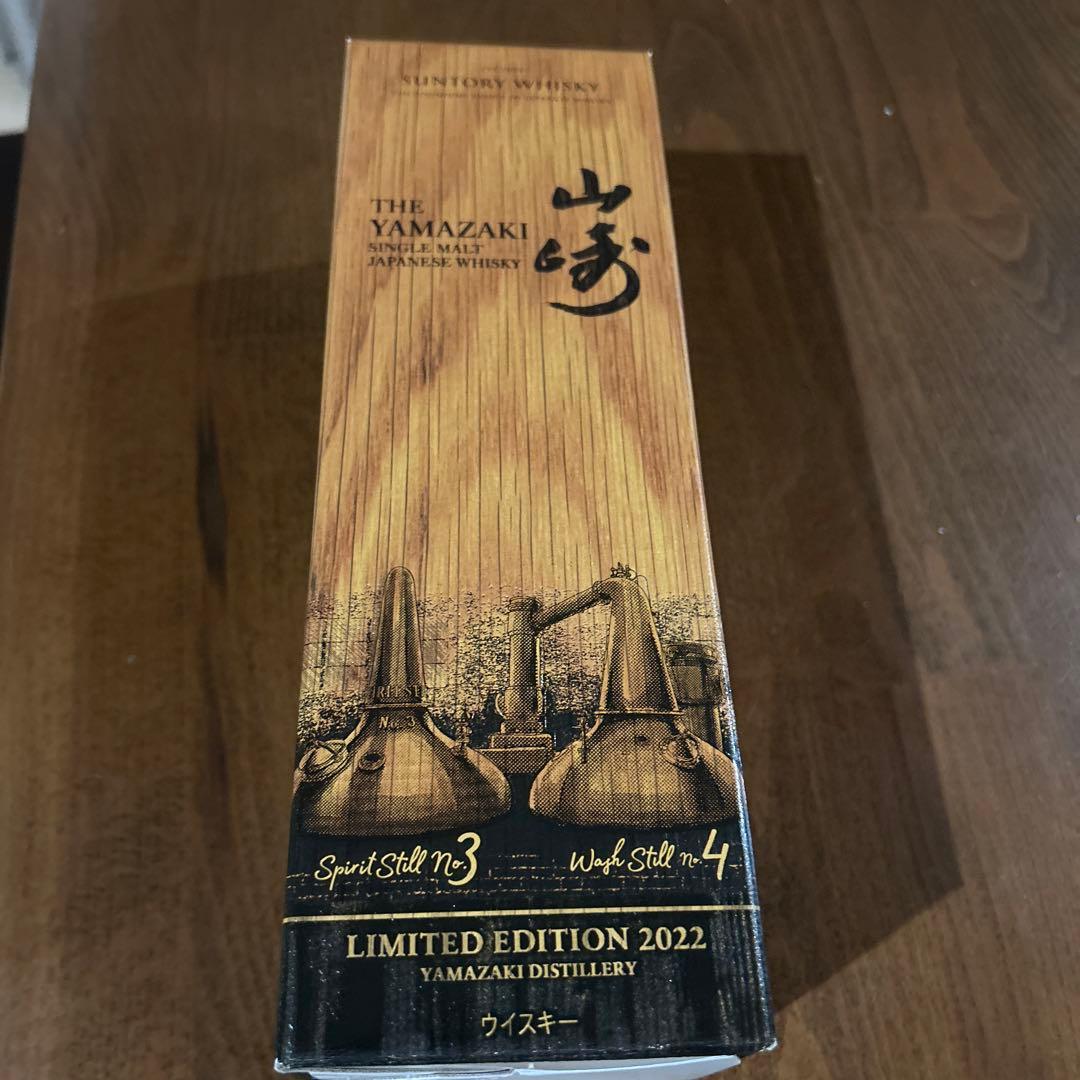 SUNTORY WHISKY
THE
YAMAZAKI
SINGLE MALT
JAPANESE WHISKY
山崎
No. 3
Spirit Still No.3
Wash Still No.4
LIMITED EDITION 2022
YAMAZAKI DISTILLERY
ウイスキー